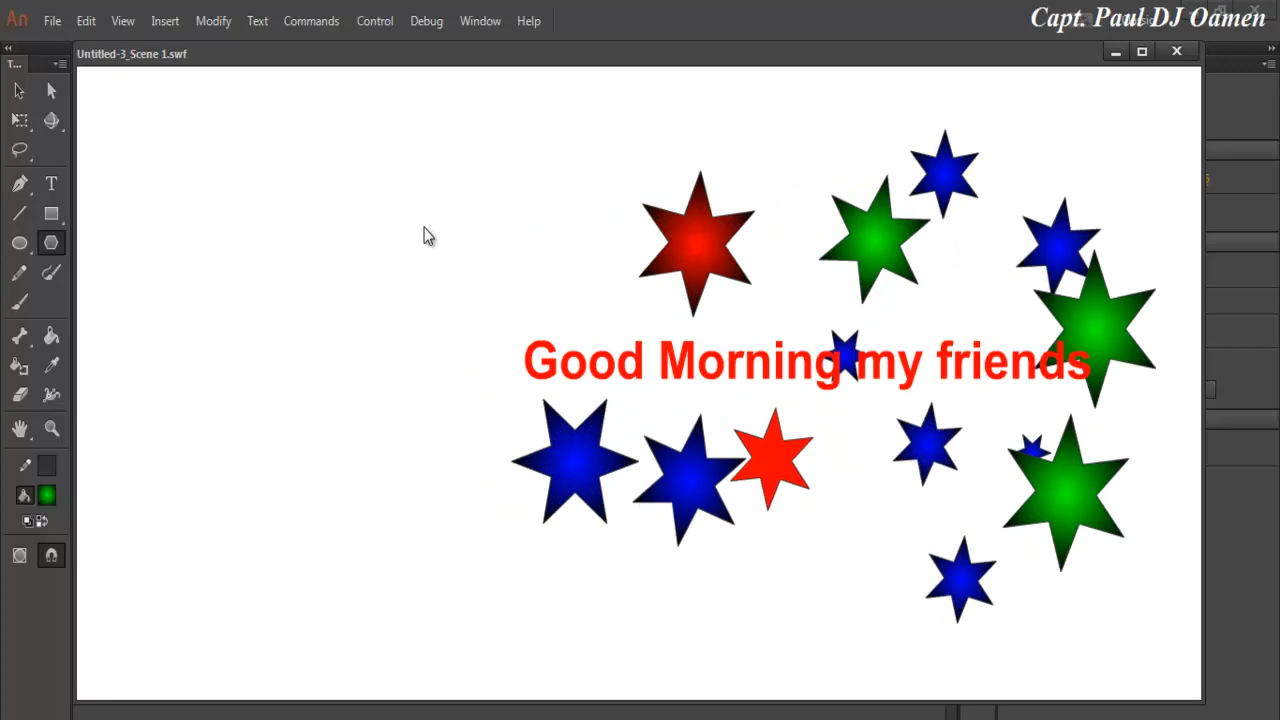 An File Edit View Insert Modify Text Commands Control Debug Window Help
Capt. Paul DJ Oamen
Untitled-3_Scene 1.swf
T...
Good Morning my friends